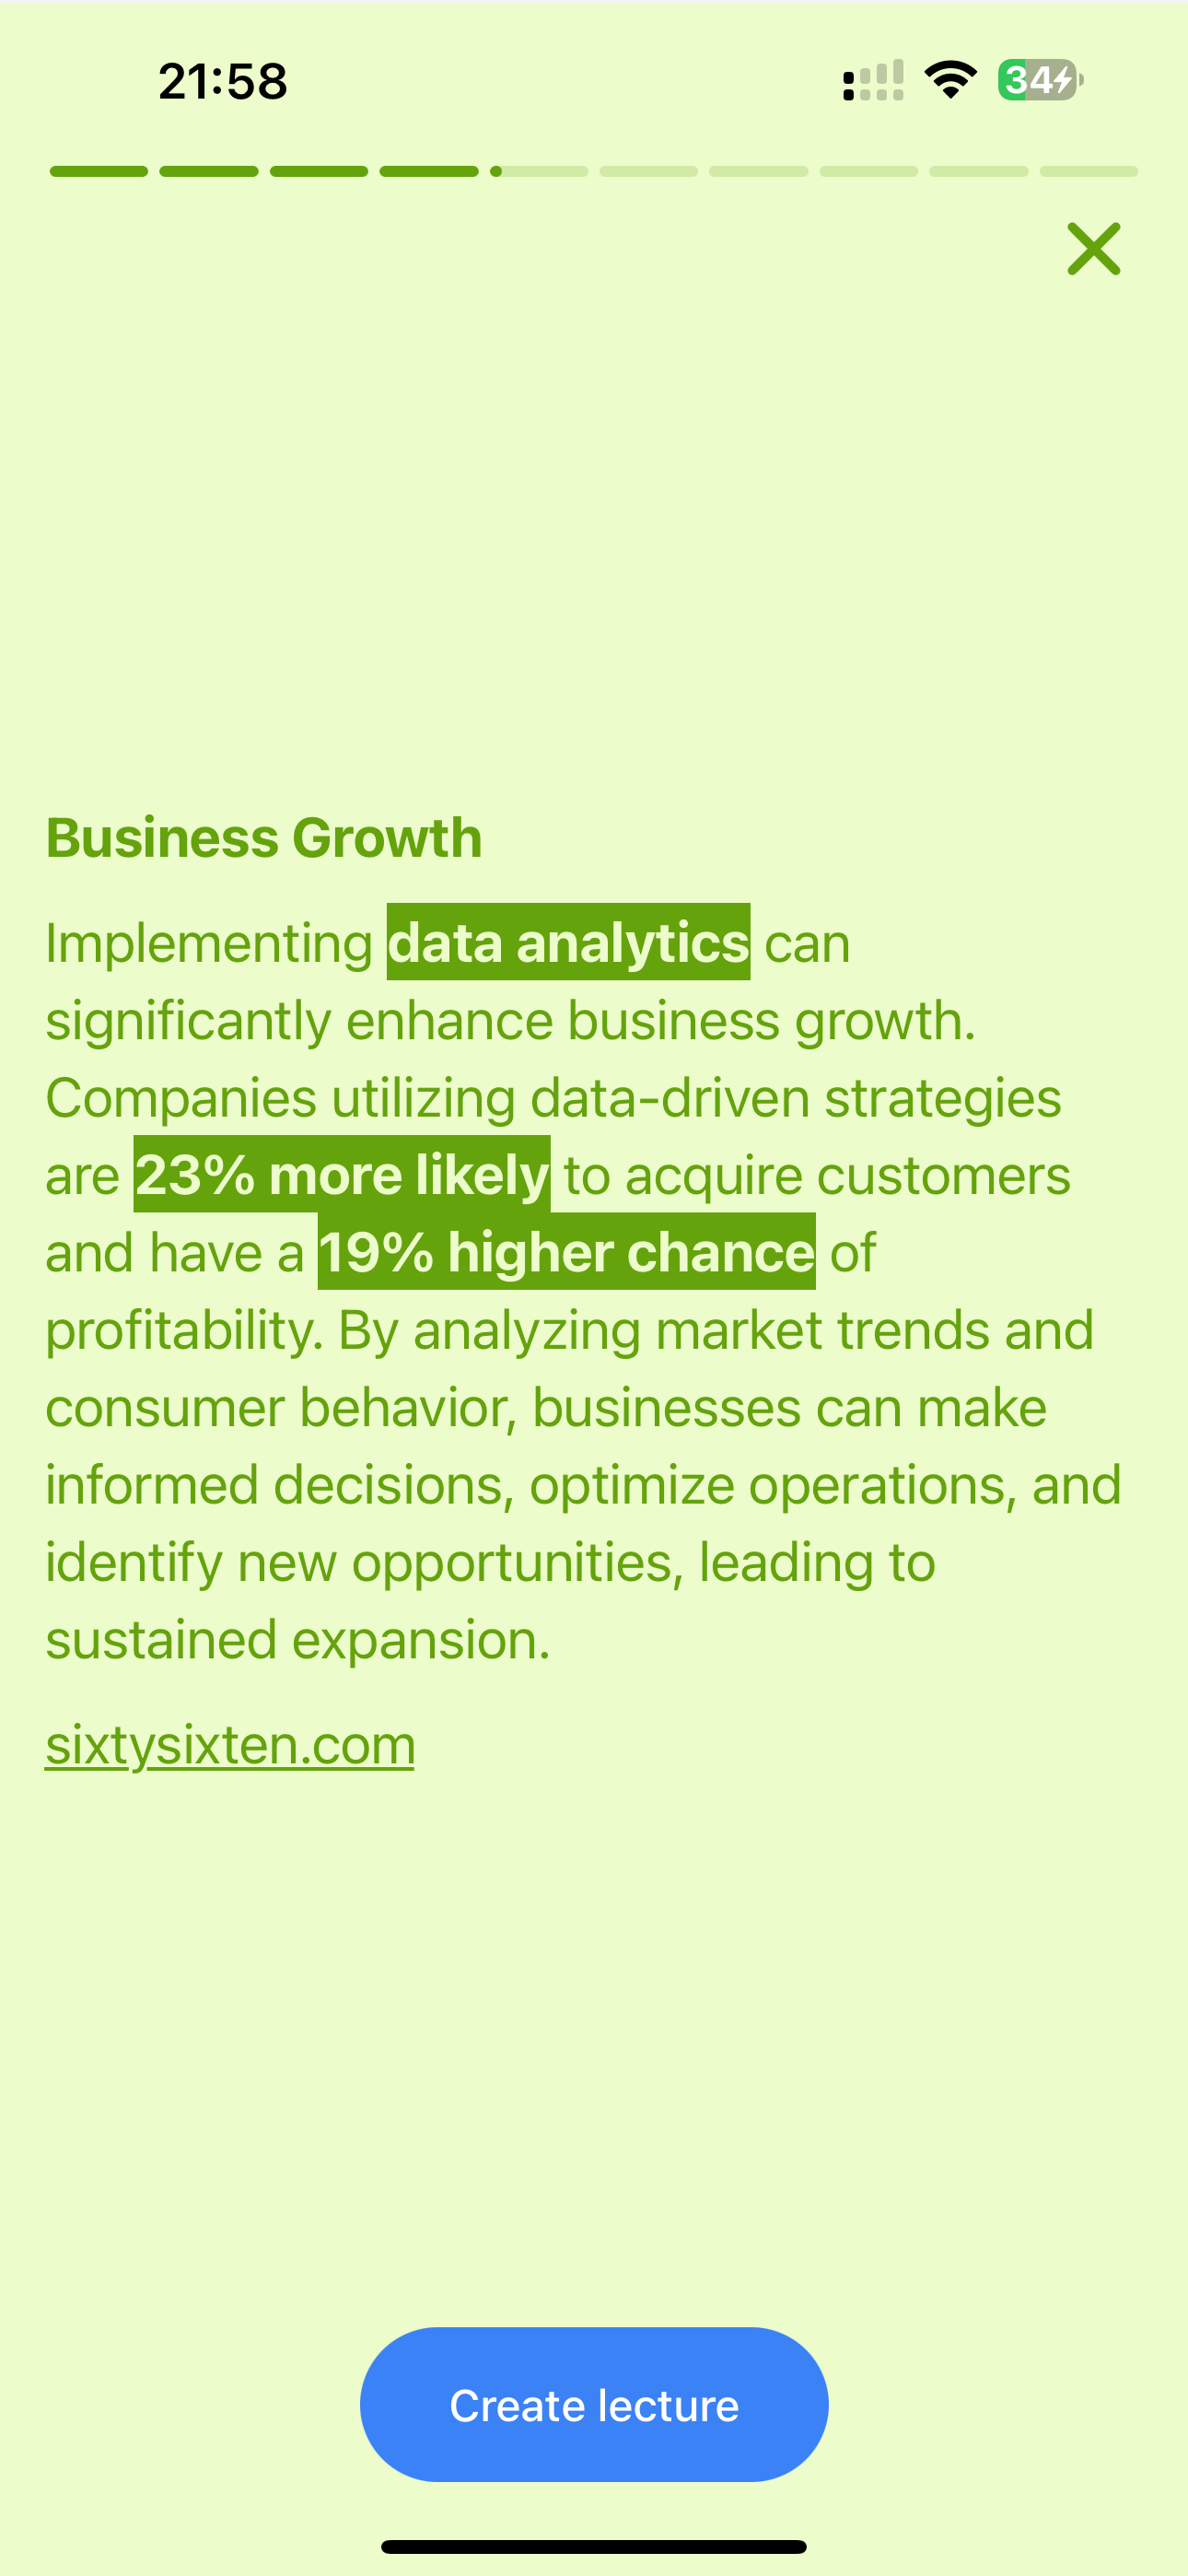 21:58
34
Business Growth
Implementing data analytics can
significantly enhance business growth.
Companies utilizing data-driven strategies
are 23% more likely to acquire customers
and have a 19% higher chance of
profitability. By analyzing market trends and
consumer behavior, businesses can make
informed decisions, optimize operations, and
identify new opportunities, leading to
sustained expansion.
sixtysixten.com
Create lecture